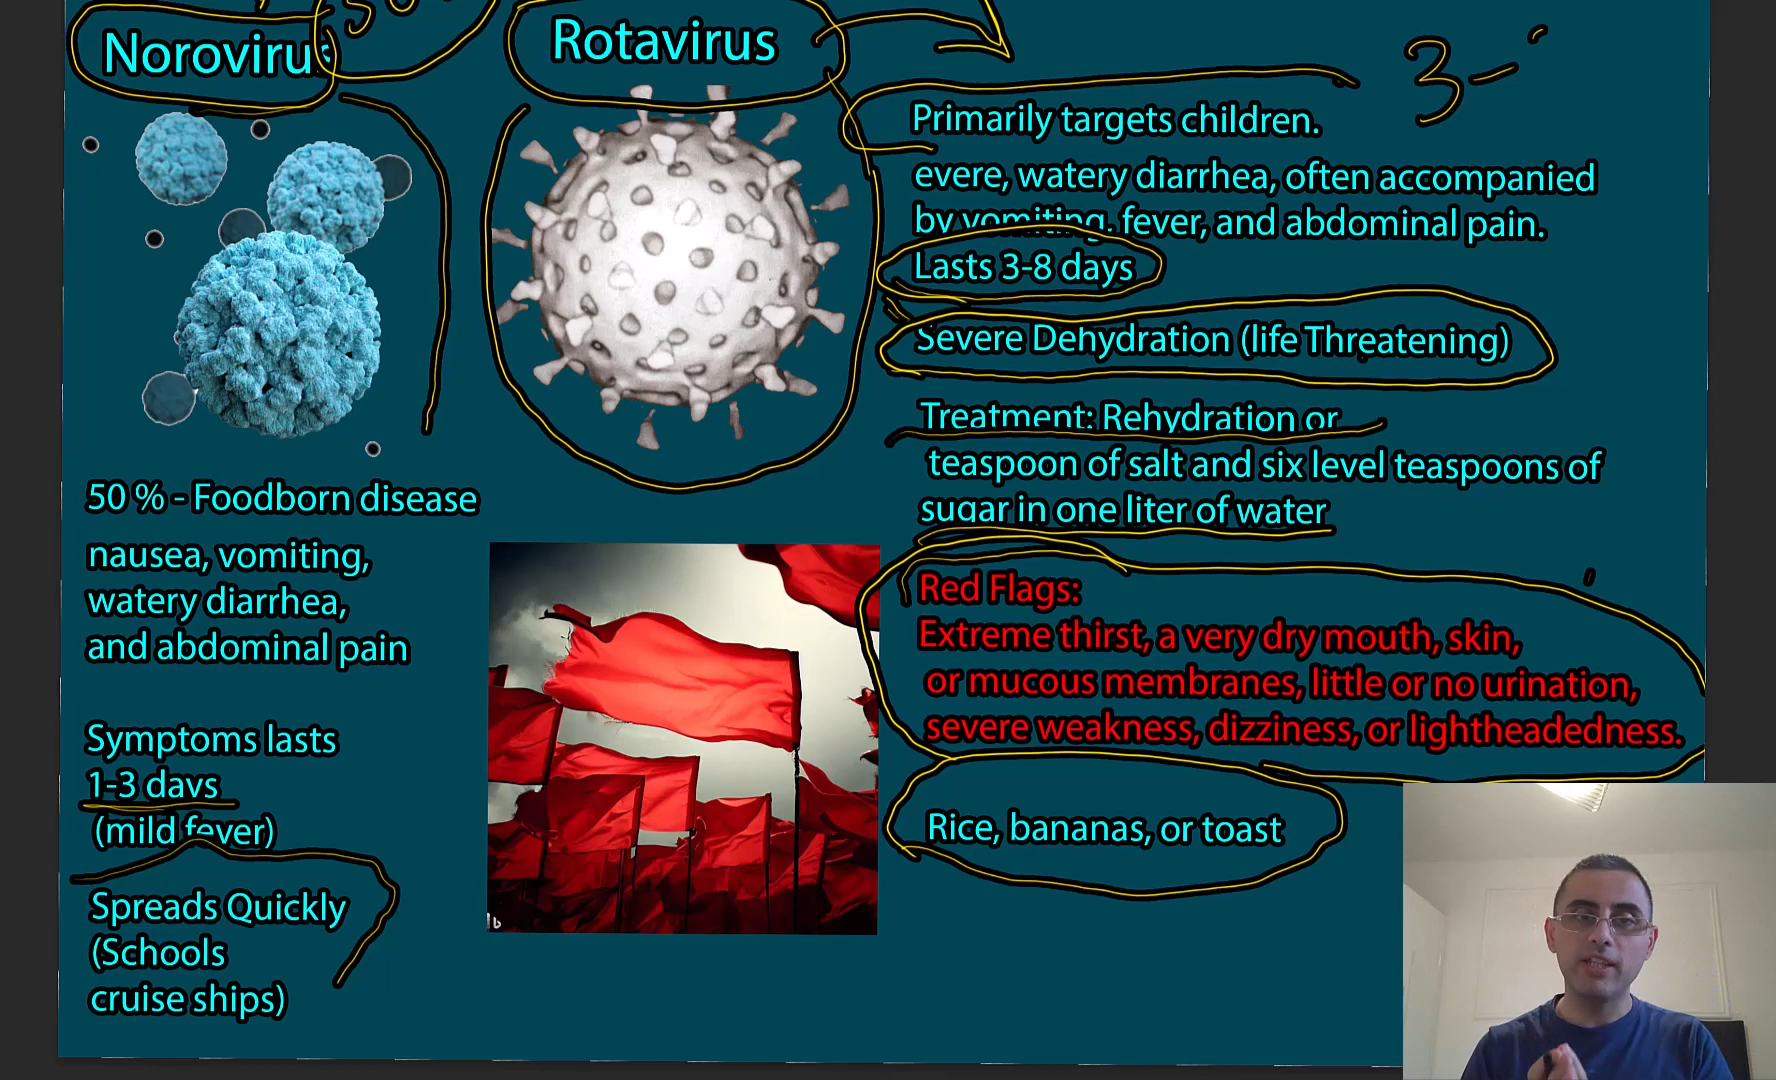 Norovirus
Rotavirus
3-
Primarily targets children.
evere, watery diarrhea, often accompanied
by vomiting, fever, and abdominal pain.
Lasts 3-8 days
Severe Dehydration (life Threatening)
Treatment: Rehydration or
teaspoon of salt and six level teaspoons of
sugar in one liter of water
Red Flags:
Extreme thirst, a very dry mouth, skin,
or mucous membranes, little or no urination,
severe weakness, dizziness, or lightheadedness.
Rice, bananas, or toast
50 % - Foodborn disease
nausea, vomiting,
watery diarrhea,
and abdominal pain
Symptoms lasts
1-3 days
(mild fever)
Spreads Quickly
(Schools
cruise ships)
b